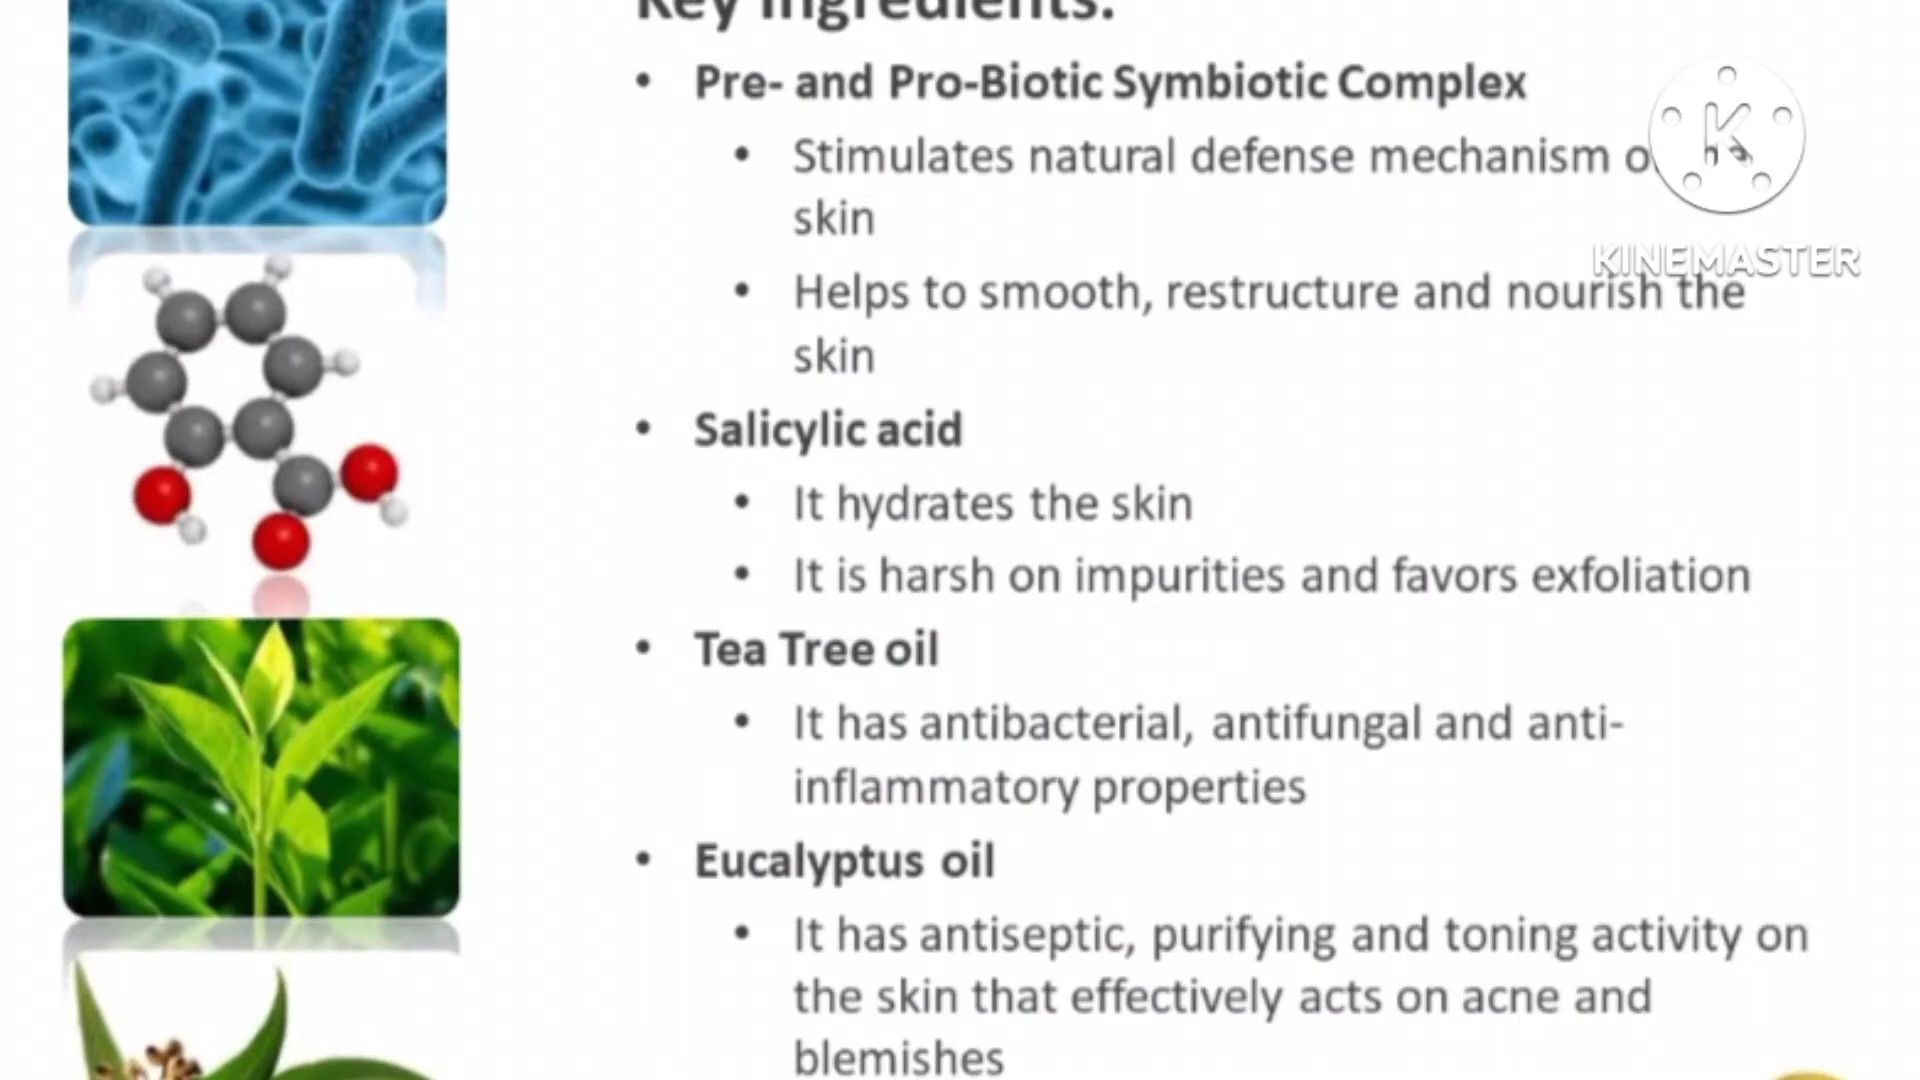 Key Ingredients:
• Pre- and Pro-Biotic Symbiotic Complex
• Stimulates natural defense mechanism
skin
• Helps to smooth, restructure and nourish the
skin
• Salicylic acid
• It hydrates the skin
• It is harsh on impurities and favors exfoliation
• Tea Tree oil
• It has antibacterial, antifungal and anti-
inflammatory properties
• Eucalyptus oil
• It has antiseptic, purifying and toning activity on
the skin that effectively acts on acne and
blemishes
K
KINEMASTER